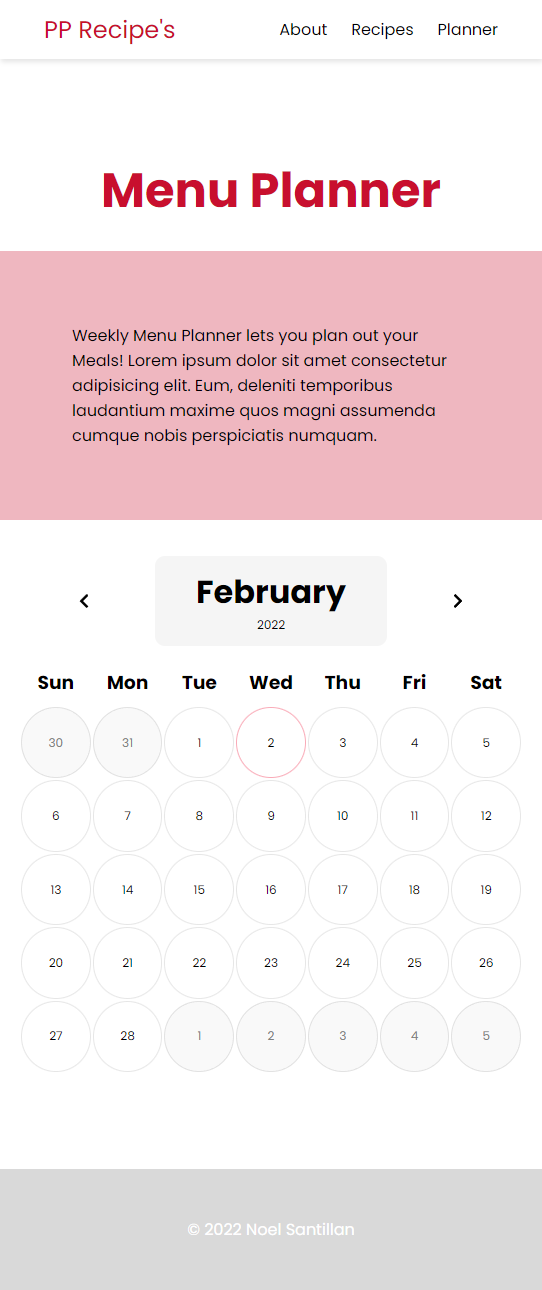 PP Recipe's About Recipes Planner
Menu Planner
Weekly Menu Planner lets you plan out your
Meals! Lorem ipsum dolor sit amet consectetur
adipisicing elit. Eum, deleniti temporibus
laudantium maxime quos magni assumenda
cumque nobis perspiciatis numquam.
February
2022
Sun Mon Tue Wed Thu Fri Sat
30 31 1 2 3 4 5
6 7 8 9 10 11 12
13 14 15 16 17 18 19
20 21 22 23 24 25 26
27 28 1 2 3 4 5
© 2022 Noel Santillan